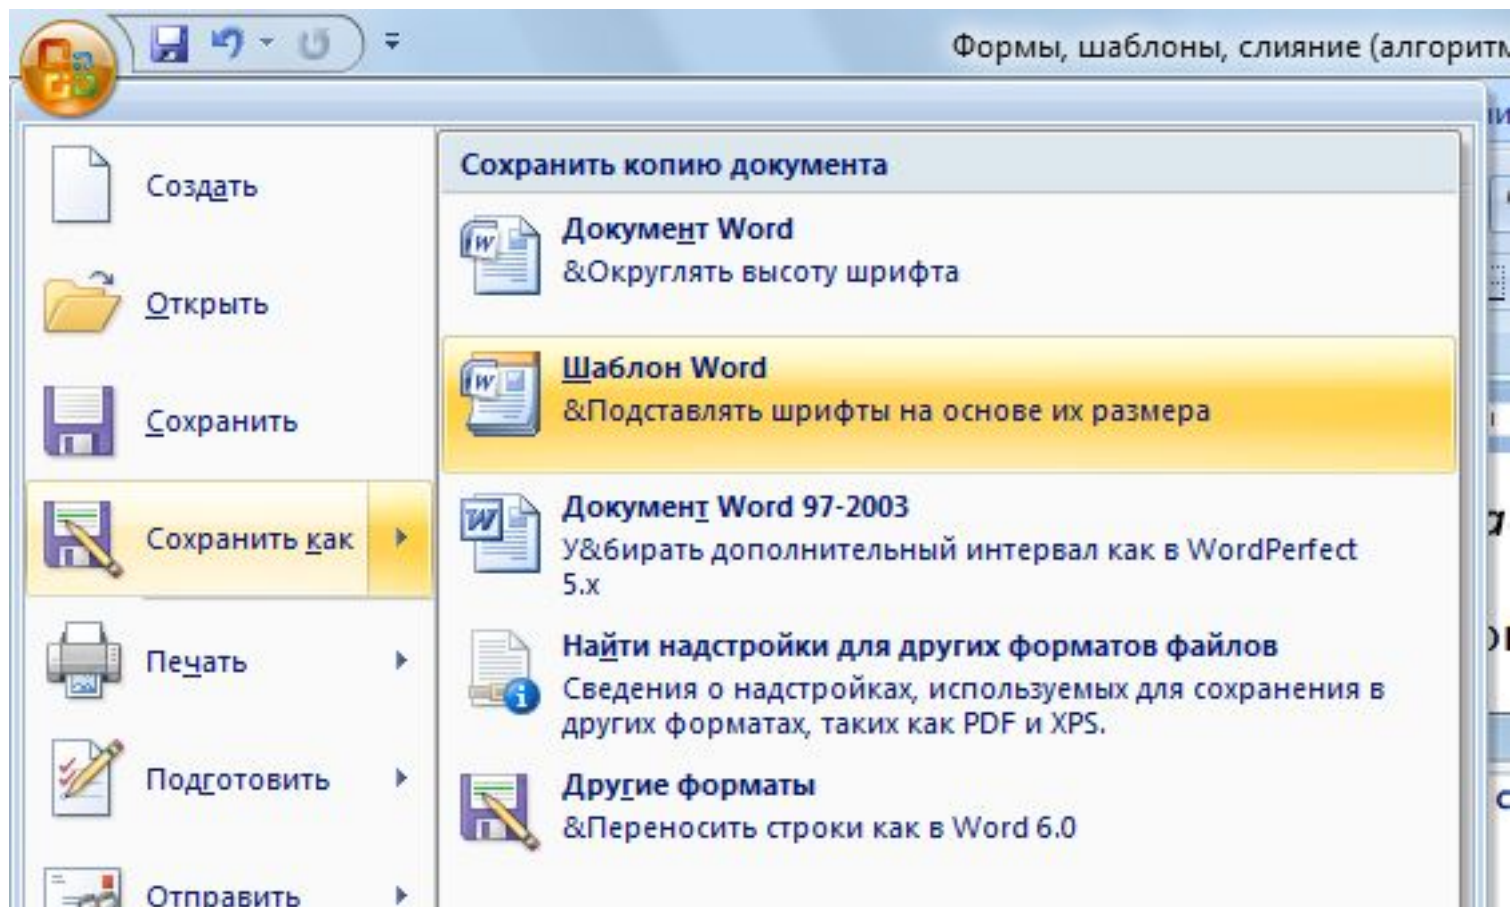 Формы, шаблоны, слияние (алгоритм
Создать
Открыть
Сохранить
Сохранить как
Печать
Подготовить
Отправить
Сохранить копию документа
Документ Word
&Округлять высоту шрифта
Шаблон Word
&Подставлять шрифты на основе их размера
Документ Word 97-2003
У&бирать дополнительный интервал как в WordPerfect
5.x
Найти надстройки для других форматов файлов
Сведения о надстройках, используемых для сохранения в
других форматах, таких как PDF и XPS.
Другие форматы
&Переносить строки как в Word 6.0